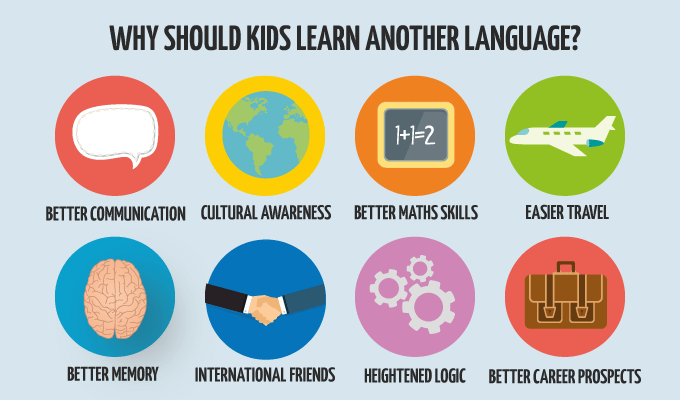 WHY SHOULD KIDS LEARN ANOTHER LANGUAGE?
1+1=2
BETTER COMMUNICATION
CULTURAL AWARENESS
BETTER MATHS SKILLS
EASIER TRAVEL
BETTER MEMORY
INTERNATIONAL FRIENDS
HEIGHTENED LOGIC
BETTER CAREER PROSPECTS